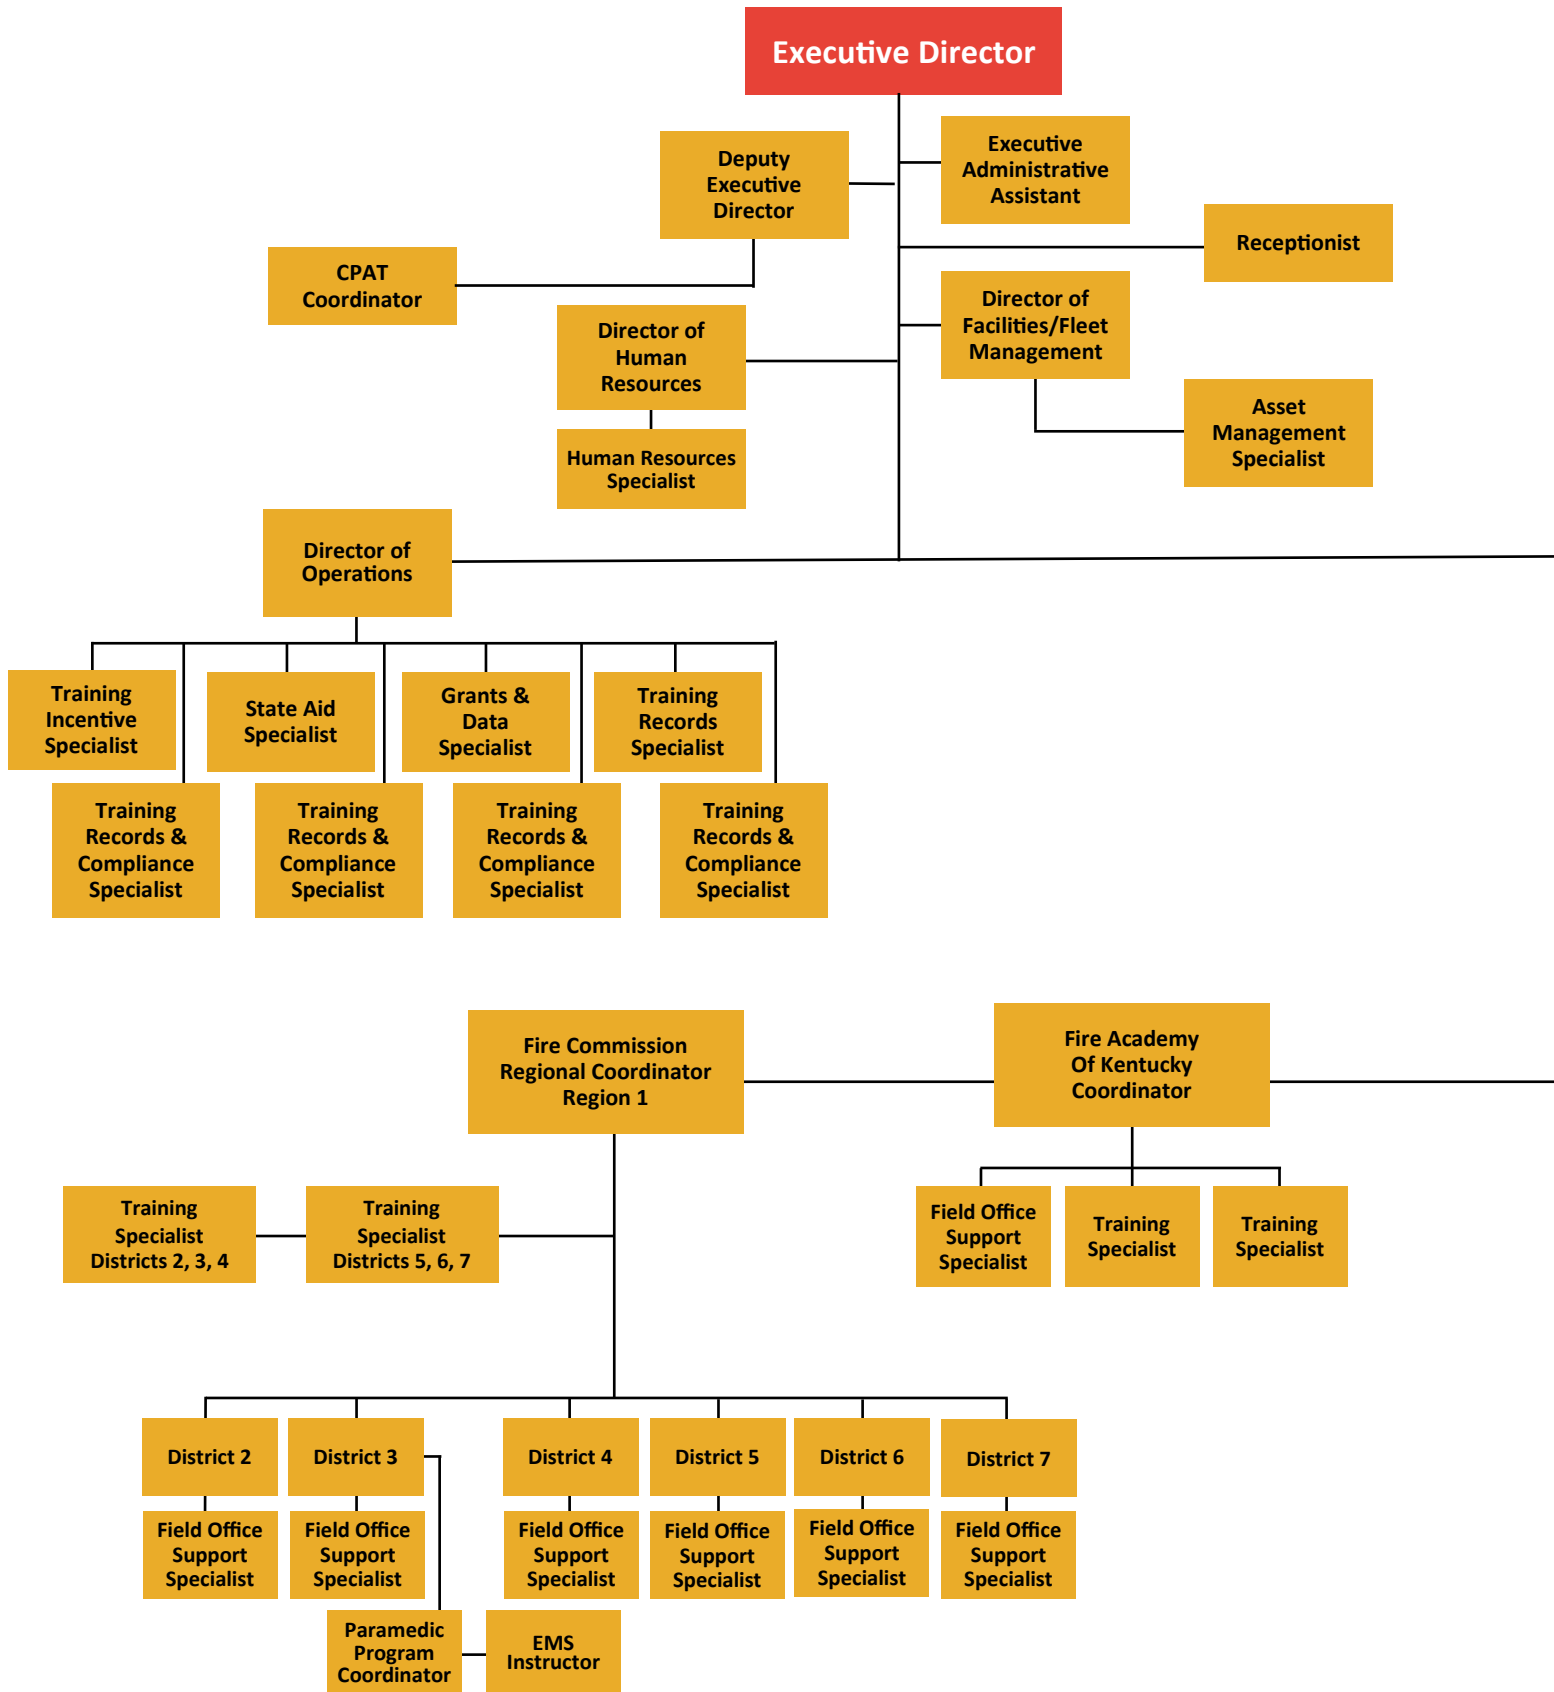 Executive Director
Deputy
Executive
Director
Executive
Administrative
Assistant
Receptionist
CPAT
Coordinator
Director of
Facilities/Fleet
Management
Director of
Human
Resources
Asset
Management
Specialist
Human Resources
Specialist
Director of
Operations
Training
Incentive
Specialist
State Aid
Specialist
Grants &
Data
Specialist
Training
Records
Specialist
Training
Records &
Compliance
Specialist
Training
Records &
Compliance
Specialist
Training
Records &
Compliance
Specialist
Training
Records &
Compliance
Specialist
Fire Commission
Regional Coordinator
Region 1
Fire Academy
Of Kentucky
Coordinator
Training
Specialist
Districts 2, 3, 4
Training
Specialist
Districts 5, 6, 7
Field Office
Support
Specialist
Training
Specialist
Training
Specialist
District 2
District 3
District 4
District 5
District 6
District 7
Field Office
Support
Specialist
Field Office
Support
Specialist
Field Office
Support
Specialist
Field Office
Support
Specialist
Field Office
Support
Specialist
Field Office
Support
Specialist
Paramedic
Program
Coordinator
EMS
Instructor